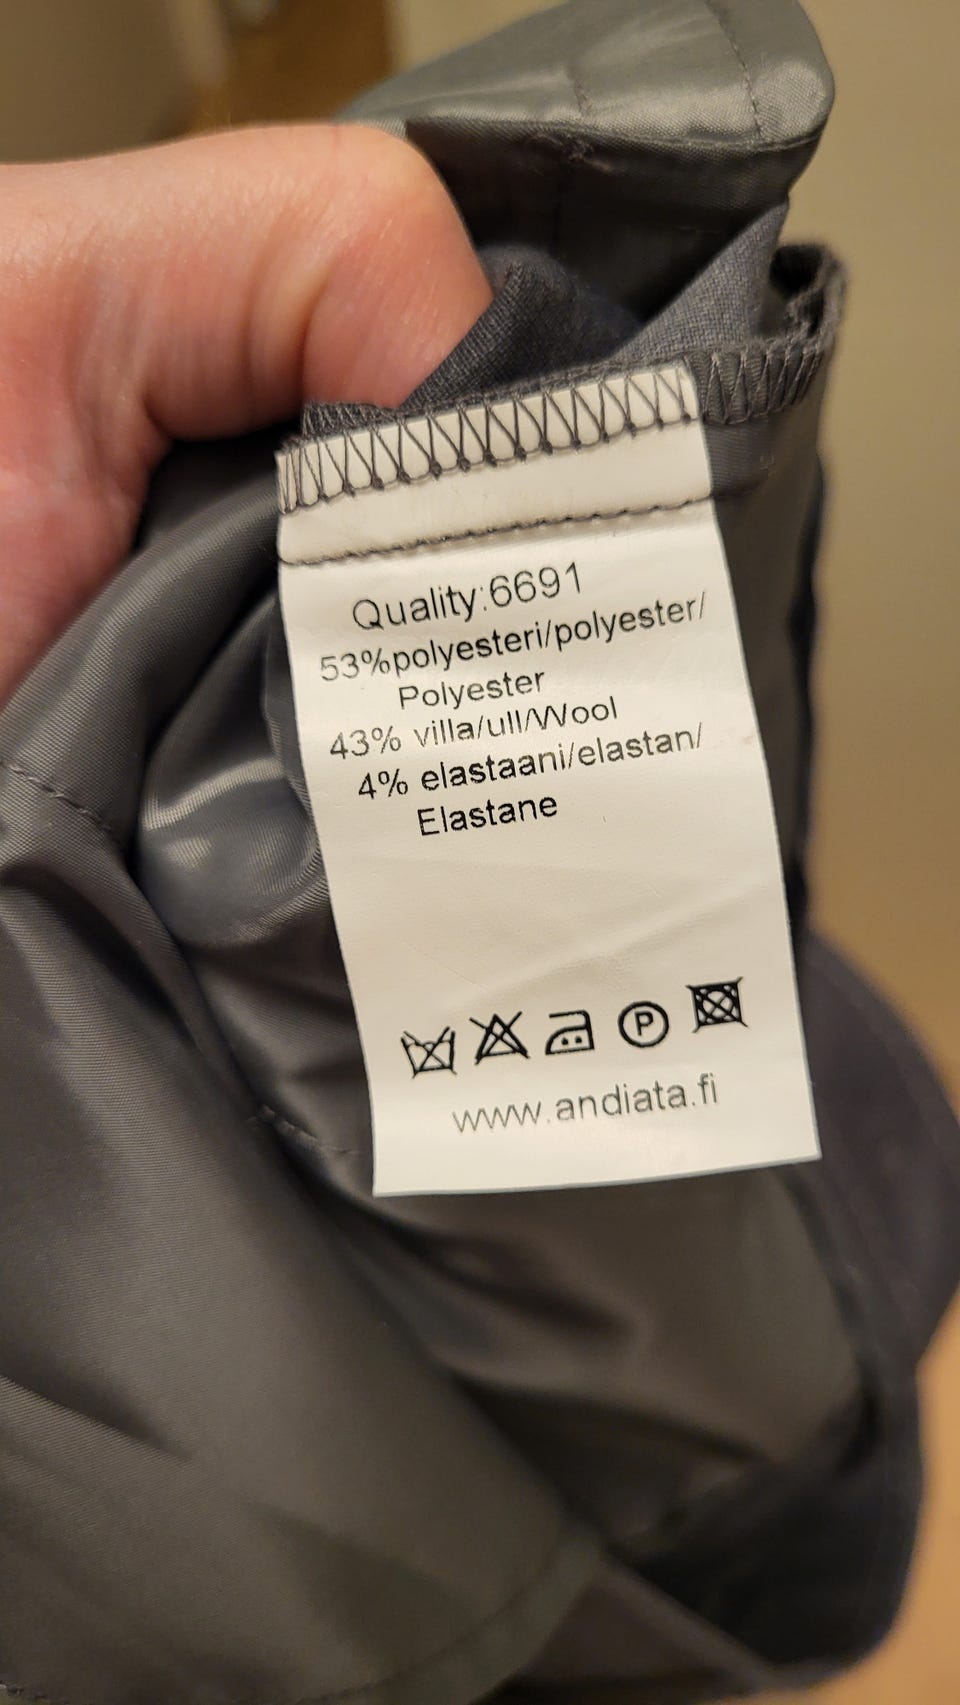 Quality:6691
53%polyesteri/polyester/
Polyester
43% villa/ull/Wool
4% elastaani/elastan/
Elastane
P
www.andiata.fi